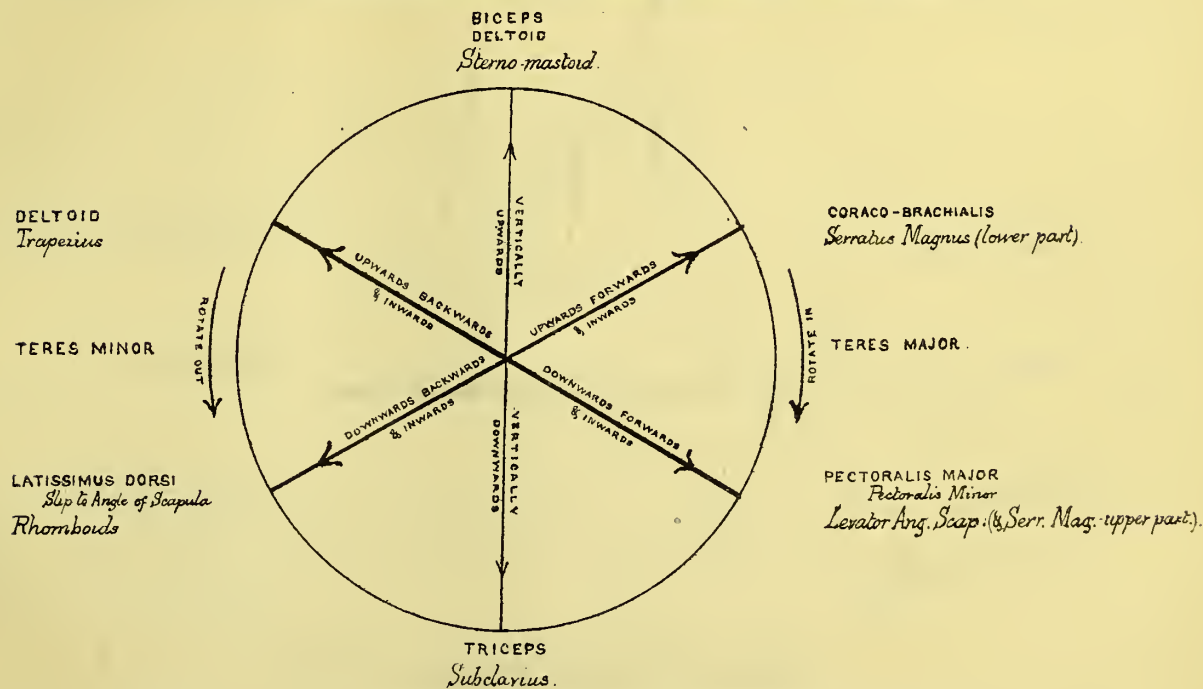 BICEPS
DELTOID
Sterno-mastoid.
DELTOID
Trapezius
CORACO-BRACHIALIS
Serratus Magnus (lower part).
VERTICALLY
UPWARDS
UPWARDS BACKWARDS
& INWARDS
UPWARDS FORWARDS
& INWARDS
ROTATE OUT
TERES MINOR
ROTATE IN
TERES MAJOR.
DOWNWARDS BACKWARDS
& INWARDS
DOWNWARDS FORWARDS
& INWARDS
VERTICALLY
DOWNWARDS
LATISSIMUS DORSI
Slip to Angle of Scapula
Rhomboids
PECTORALIS MAJOR
Pectoralis Minor
Levator Ang. Scap: (& Serr. Mag.-upper part.).
TRICEPS
Subclavius.